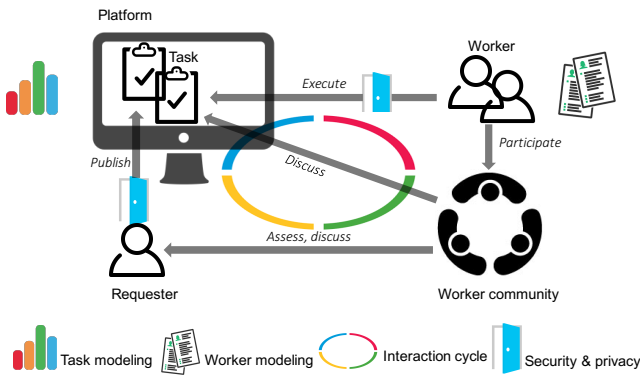 Platform
Task
Worker
Execute
Participate
Publish
Discuss
Assess, discuss
Requester
Worker community
Task modeling
Worker modeling
Interaction cycle
Security & privacy